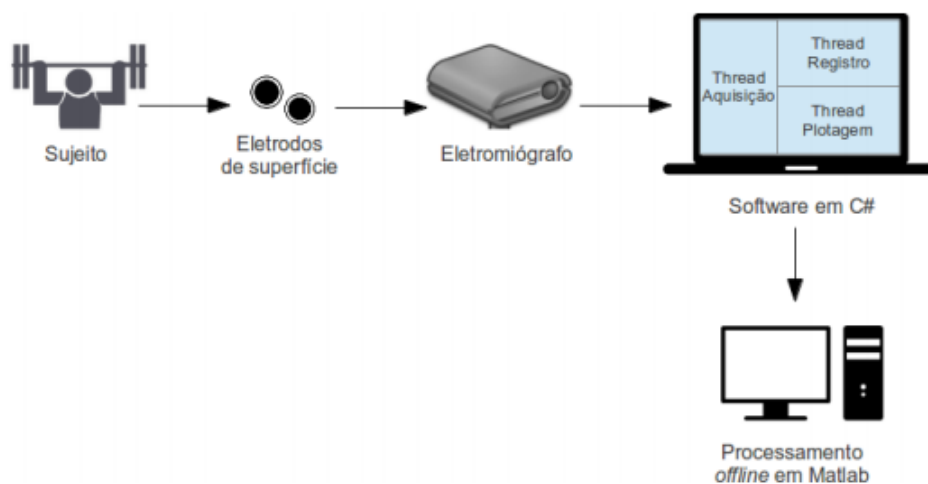 Sujeito
Eletrodos
de superfície
Eletromiógrafo
Thread
Aquisição
Thread
Registro
Thread
Plotagem
Software em C#
Processamento
offline em Matlab